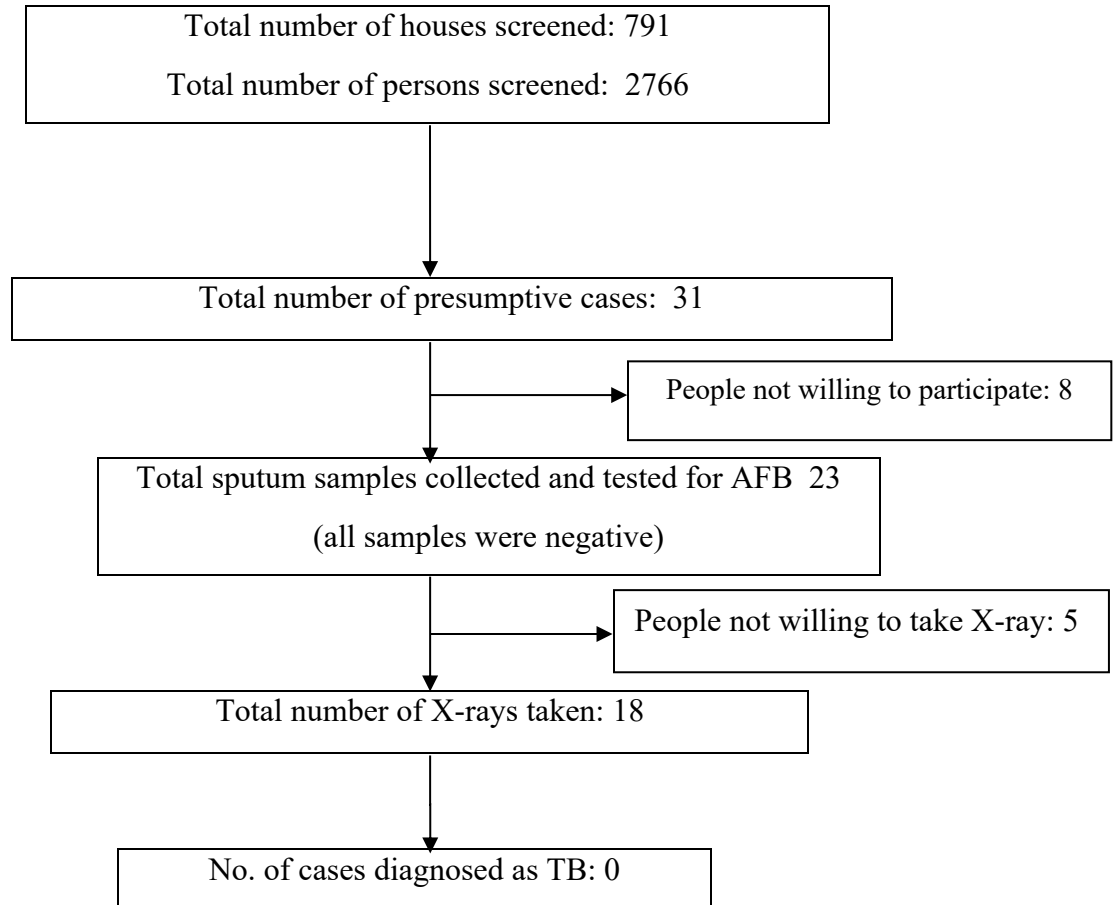 Total number of houses screened: 791
Total number of persons screened:  2766
Total number of presumptive cases:  31
People not willing to participate: 8
Total sputum samples collected and tested for AFB  23
(all samples were negative)
People not willing to take X-ray: 5
Total number of X-rays taken: 18
No. of cases diagnosed as TB: 0